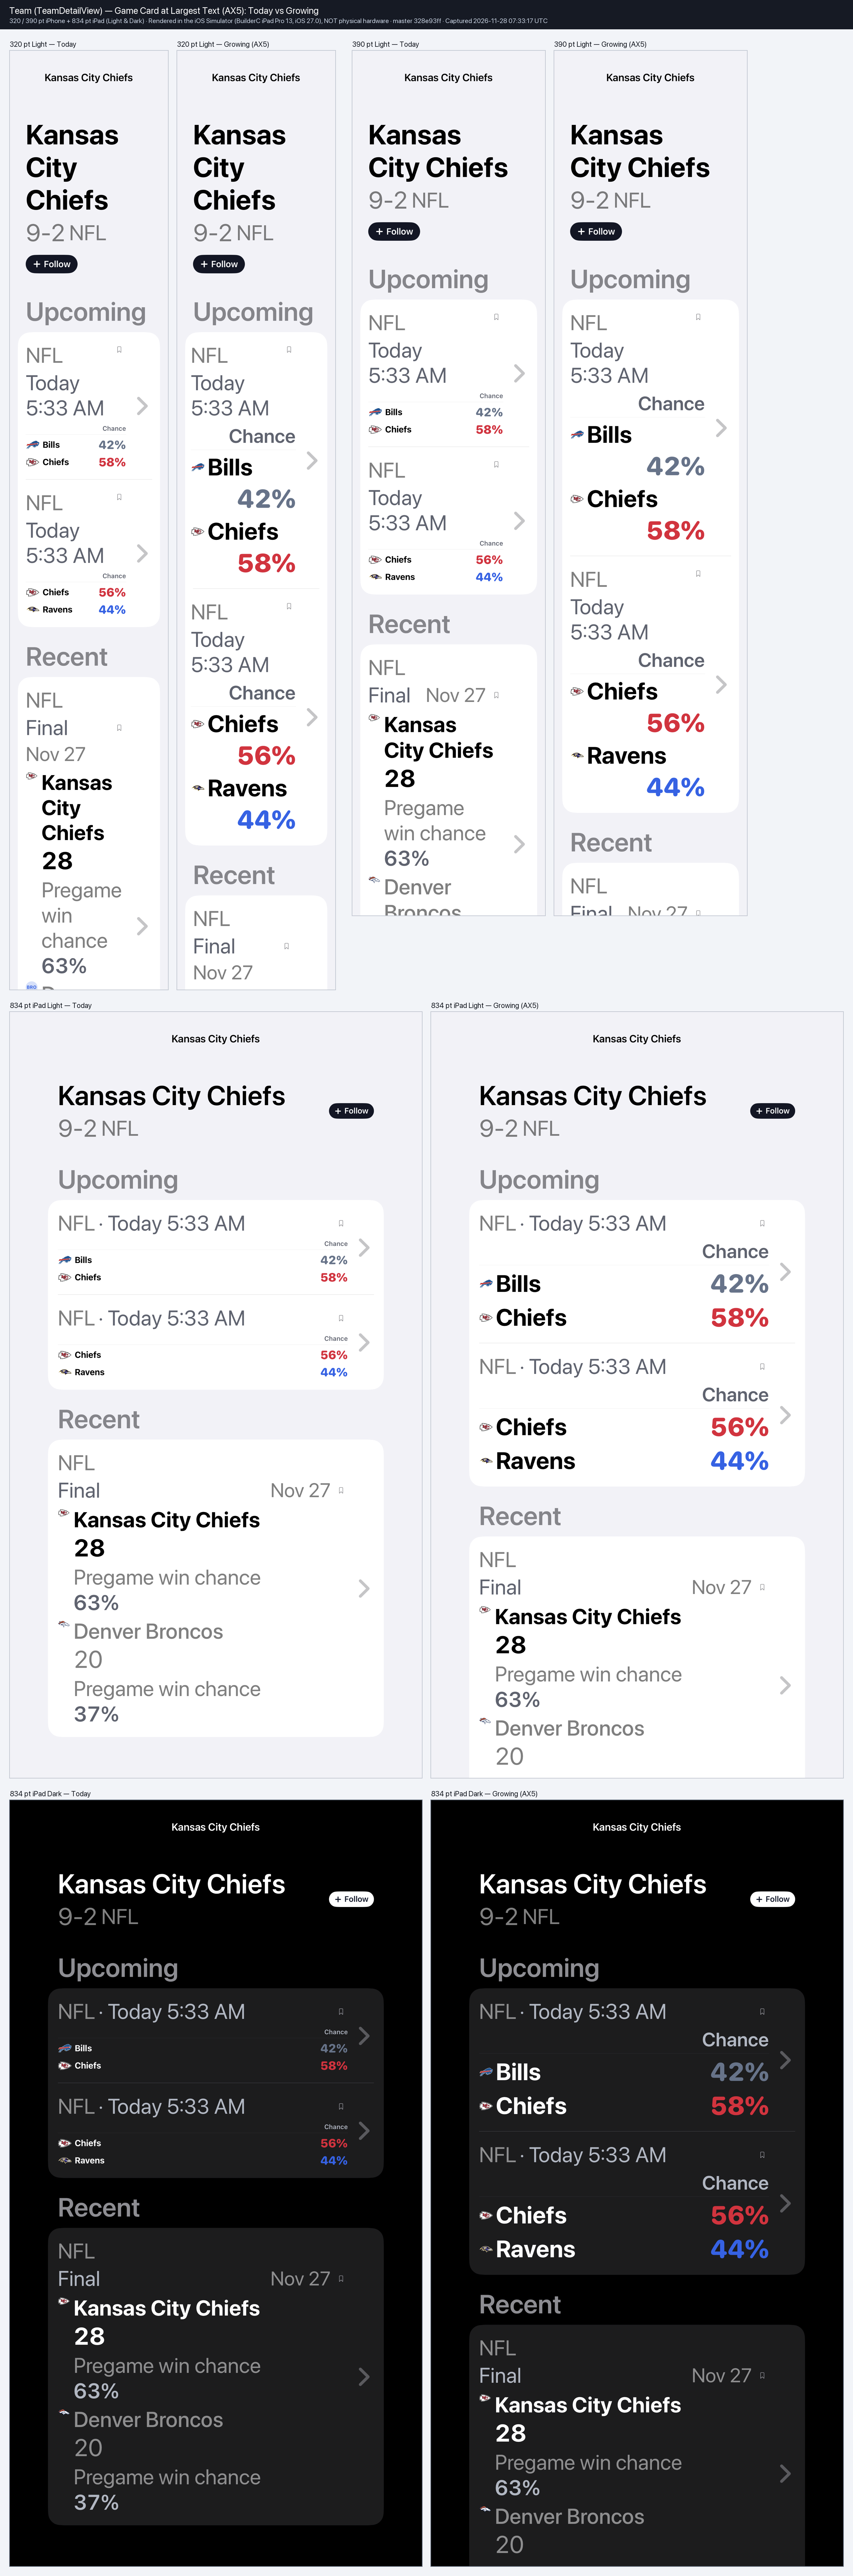 Team (TeamDetailView) — Game Card at Largest Text (AX5): Today vs Growing
320 / 390 pt iPhone + 834 pt iPad (Light & Dark) · Rendered in the iOS Simulator (BuilderC iPad Pro 13, iOS 27.0), NOT physical hardware · master 328e93ff · Captured 2026-11-28 07:33:17 UTC
320 pt Light — Today
Kansas City Chiefs
Kansas
City
Chiefs
9-2 NFL
+ Follow
Upcoming
NFL
Today
5:33 AM
Chance
Bills 42%
Chiefs 58%
NFL
Today
5:33 AM
Chance
Chiefs 56%
Ravens 44%
Recent
NFL
Final
Nov 27
Kansas
City
Chiefs
28
Pregame
win
chance
63%
BRO
320 pt Light — Growing (AX5)
Kansas City Chiefs
Kansas
City
Chiefs
9-2 NFL
+ Follow
Upcoming
NFL
Today
5:33 AM
Chance
Bills
42%
Chiefs
58%
NFL
Today
5:33 AM
Chance
Chiefs
56%
Ravens
44%
Recent
NFL
Final
Nov 27
390 pt Light — Today
Kansas City Chiefs
Kansas
City Chiefs
9-2 NFL
+ Follow
Upcoming
NFL
Today
5:33 AM
Chance
Bills 42%
Chiefs 58%
NFL
Today
5:33 AM
Chance
Chiefs 56%
Ravens 44%
Recent
NFL
Final Nov 27
Kansas
City Chiefs
28
Pregame
win chance
63%
Denver
Broncos
390 pt Light — Growing (AX5)
Kansas City Chiefs
Kansas
City Chiefs
9-2 NFL
+ Follow
Upcoming
NFL
Today
5:33 AM
Chance
Bills
42%
Chiefs
58%
NFL
Today
5:33 AM
Chance
Chiefs
56%
Ravens
44%
Recent
NFL
Final Nov 27
834 pt iPad Light — Today
Kansas City Chiefs
Kansas City Chiefs
9-2 NFL
+ Follow
Upcoming
NFL · Today 5:33 AM
Chance
Bills 42%
Chiefs 58%
NFL · Today 5:33 AM
Chance
Chiefs 56%
Ravens 44%
Recent
NFL
Final Nov 27
Kansas City Chiefs
28
Pregame win chance
63%
Denver Broncos
20
Pregame win chance
37%
834 pt iPad Light — Growing (AX5)
Kansas City Chiefs
Kansas City Chiefs
9-2 NFL
+ Follow
Upcoming
NFL · Today 5:33 AM
Chance
Bills 42%
Chiefs 58%
NFL · Today 5:33 AM
Chance
Chiefs 56%
Ravens 44%
Recent
NFL
Final Nov 27
Kansas City Chiefs
28
Pregame win chance
63%
Denver Broncos
20
834 pt iPad Dark — Today
Kansas City Chiefs
Kansas City Chiefs
9-2 NFL
+ Follow
Upcoming
NFL · Today 5:33 AM
Chance
Bills 42%
Chiefs 58%
NFL · Today 5:33 AM
Chance
Chiefs 56%
Ravens 44%
Recent
NFL
Final Nov 27
Kansas City Chiefs
28
Pregame win chance
63%
Denver Broncos
20
Pregame win chance
37%
834 pt iPad Dark — Growing (AX5)
Kansas City Chiefs
Kansas City Chiefs
9-2 NFL
+ Follow
Upcoming
NFL · Today 5:33 AM
Chance
Bills 42%
Chiefs 58%
NFL · Today 5:33 AM
Chance
Chiefs 56%
Ravens 44%
Recent
NFL
Final Nov 27
Kansas City Chiefs
28
Pregame win chance
63%
Denver Broncos
20